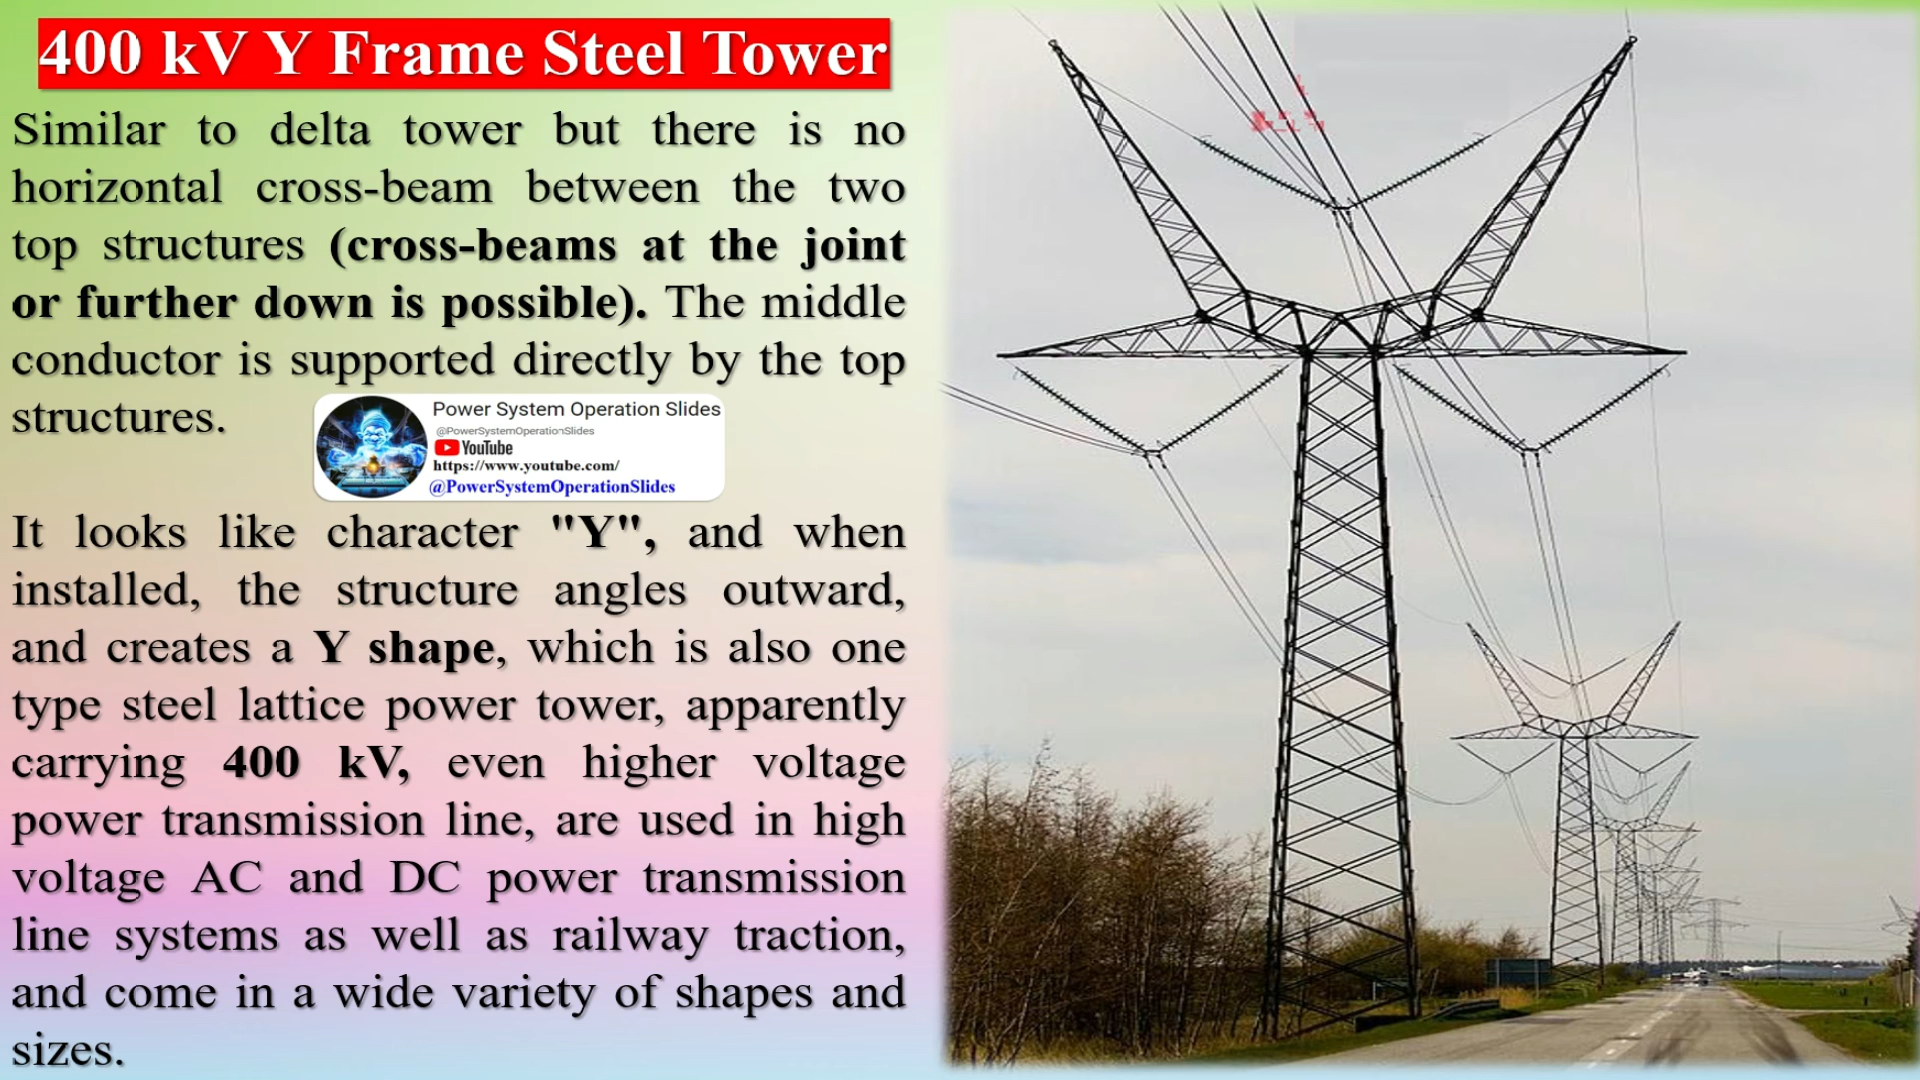 400 kV Y Frame Steel Tower
Similar to delta tower but there is no
horizontal cross-beam between the two
top structures (cross-beams at the joint
or further down is possible). The middle
conductor is supported directly by the top
structures.
Power System Operation Slides
@PowerSystemOperationSlides
YouTube
https://www.youtube.com/
@PowerSystemOperationSlides
It looks like character "Y", and when
installed, the structure angles outward,
and creates a Y shape, which is also one
type steel lattice power tower, apparently
carrying 400 kV, even higher voltage
power transmission line, are used in high
voltage AC and DC power transmission
line systems as well as railway traction,
and come in a wide variety of shapes and
sizes.